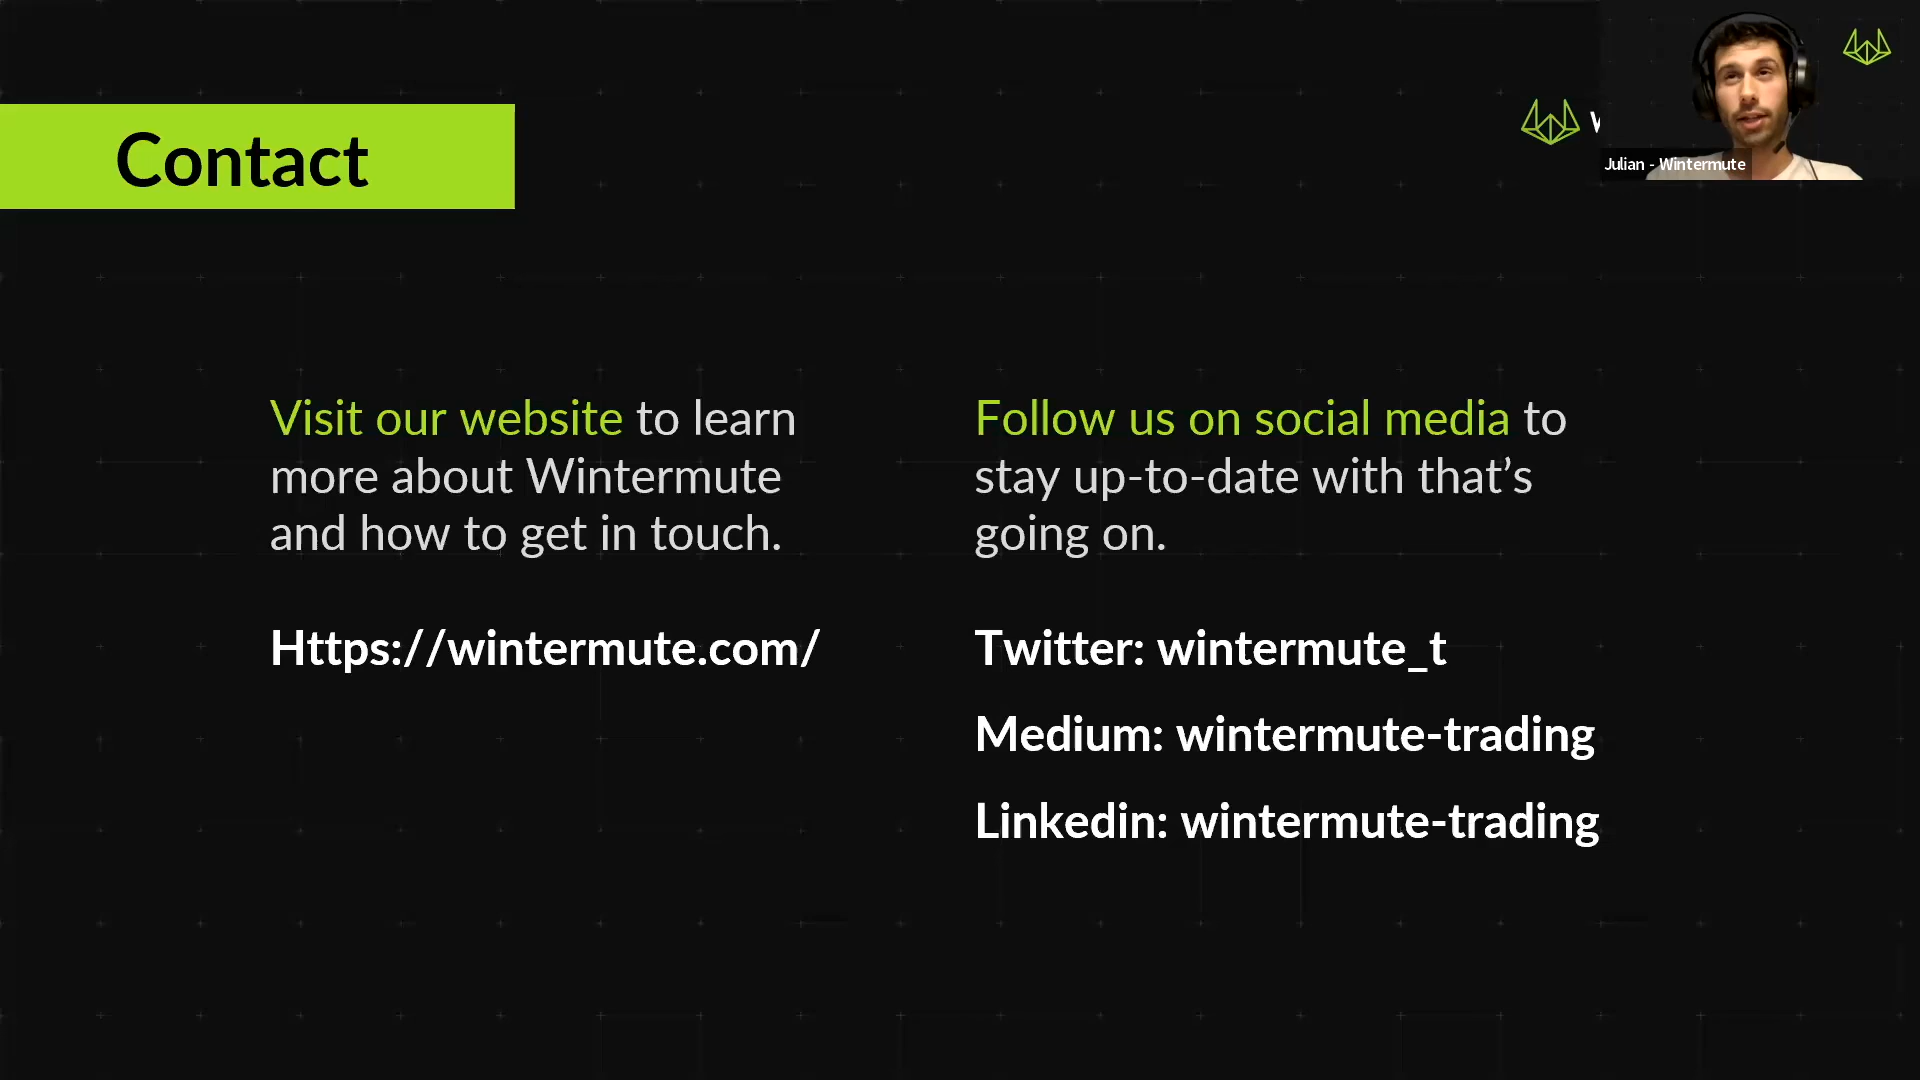 Contact
W
Julian - Wintermute
Visit our website to learn
more about Wintermute
and how to get in touch.
Https://wintermute.com/
Follow us on social media to
stay up-to-date with that’s
going on.
Twitter: wintermute_t
Medium: wintermute-trading
Linkedin: wintermute-trading